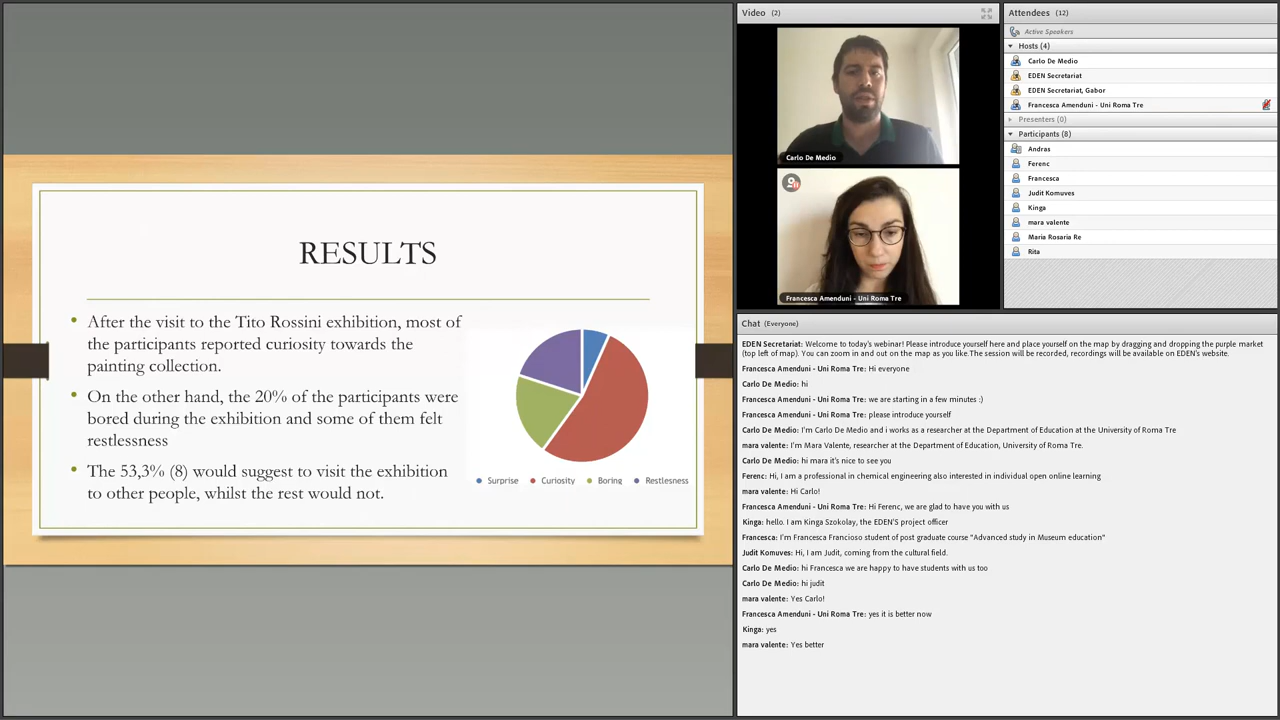 RESULTS
• After the visit to the Tito Rossini exhibition, most of
the participants reported curiosity towards the
painting collection.
• On the other hand, the 20% of the participants were
bored during the exhibition and some of them felt
restlessness
• The 53,3% (8) would suggest to visit the exhibition
to other people, whilst the rest would not.
Surprise Curiosity Boring Restlesness
Video (2)
Carlo De Medio
Francesca Amenduni - Uni Roma Tre
Attendees (12)
Active Speakers
Hosts (4)
Carlo De Medio
EDEN Secretariat
EDEN Secretariat, Gabor
Francesca Amenduni - Uni Roma Tre
Presenters (0)
Participants (8)
Andras
Ferenc
Francesca
Judit Komuves
Kinga
mara valente
Maria Rosaria Re
Rita
Chat (Everyone)
EDEN Secretariat: Welcome to today's webinar! Please introduce yourself here and place yourself on the map by dragging and dropping the purple market
(top left of map). You can zoom in and out on the map as you like.The session will be recorded, recordings will be available on EDEN's website.
Francesca Amenduni - Uni Roma Tre: Hi everyone
Carlo De Medio: hi
Francesca Amenduni - Uni Roma Tre: we are starting in a few minutes :)
Francesca Amenduni - Uni Roma Tre: please introduce yourself
Carlo De Medio: I'm Carlo De Medio and i works as a researcher at the Department of Education at the University of Roma Tre
mara valente: I'm Mara Valente, researcher at the Department of Education, University of Roma Tre.
Carlo De Medio: hi mara it's nice to see you
Ferenc: Hi, I am a professional in chemical engineering also interested in individual open online learning
mara valente: Hi Carlo!
Francesca Amenduni - Uni Roma Tre: Hi Ferenc, we are glad to have you with us
Kinga: hello. I am Kinga Szokolay, the EDEN'S project officer
Francesca: I'm Francesca Francioso student of post graduate course "Advanced study in Museum education"
Judit Komuves: Hi, I am Judit, coming from the cultural field.
Carlo De Medio: hi Francesca we are happy to have students with us too
Carlo De Medio: hi judit
mara valente: Yes Carlo!
Francesca Amenduni - Uni Roma Tre: yes it is better now
Kinga: yes
mara valente: Yes better